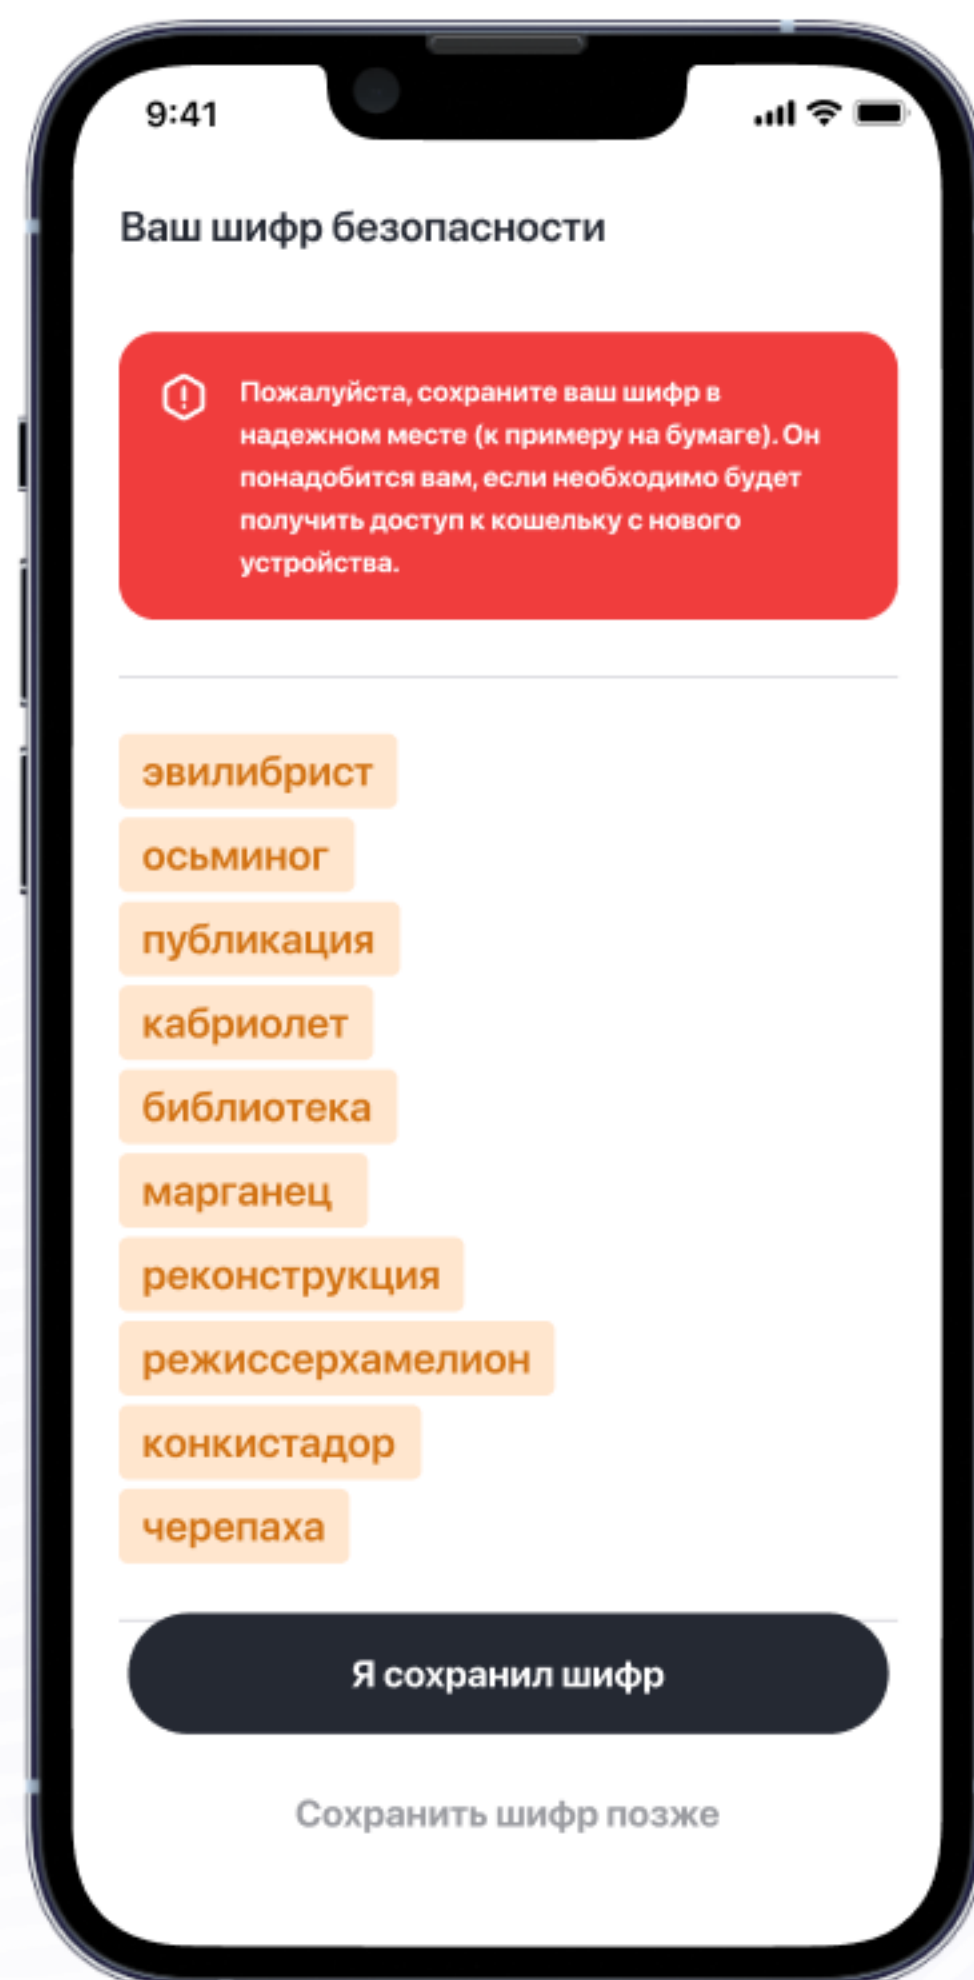 9:41
Ваш шифр безопасности
Пожалуйста, сохраните ваш шифр в
надежном месте (к примеру на бумаге). Он
понадобится вам, если необходимо будет
получить доступ к кошельку с нового
устройства.
эвилибрист
осьминог
публикация
кабриолет
библиотека
марганец
реконструкция
режиссерхамелион
конкистадор
черепаха
Я сохранил шифр
Сохранить шифр позже